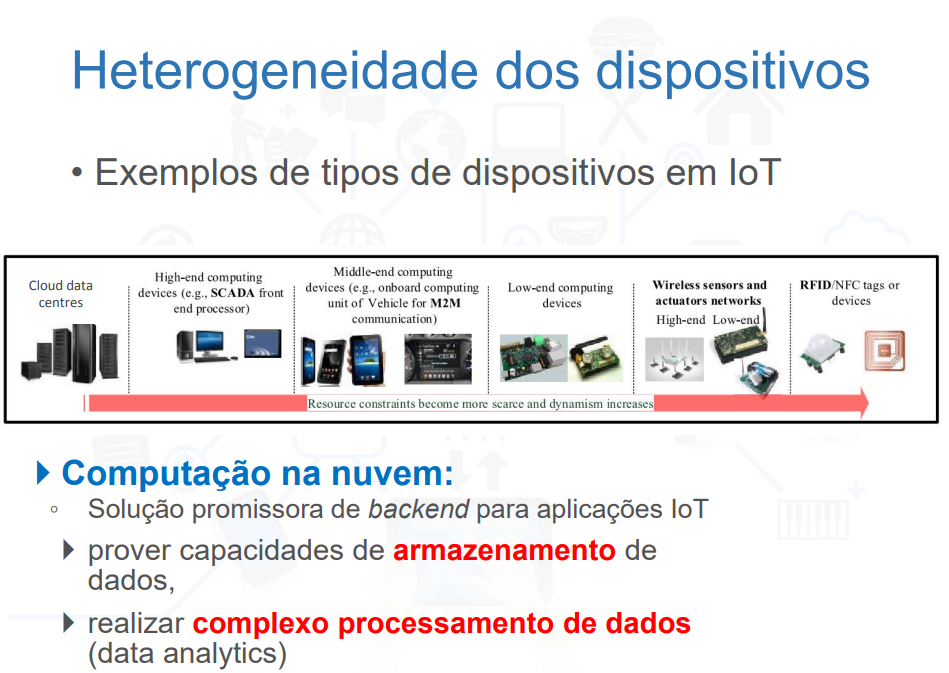 Heterogeneidade dos dispositivos
• Exemplos de tipos de dispositivos em IoT
Cloud data
centres
High-end computing
devices (e.g., SCADA front
end processor)
Middle-end computing
devices (e.g., onboard computing
unit of Vehicle for M2M
communication)
Low-end computing
devices
Wireless sensors and
actuators networks
High-end Low-end
RFID/NFC tags or
devices
Resource constraints become more scarce and dynamism increases
Computação na nuvem:
Solução promissora de backend para aplicações IoT
prover capacidades de armazenamento de
dados,
realizar complexo processamento de dados
(data analytics)